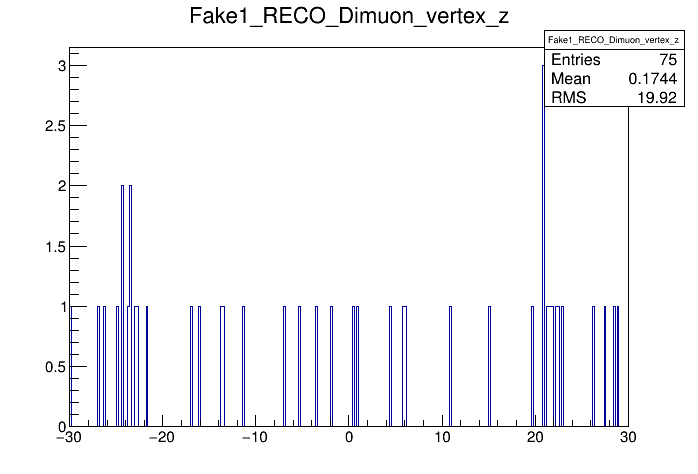 Fake1_RECO_Dimuon_vertex_z
Fake1_RECO_Dimuon_vertex_z
Entries 75
Mean 0.1744
RMS 19.92
3
2.5
2
1.5
1
0.5
0
−30 −20 −10 0 10 20 30